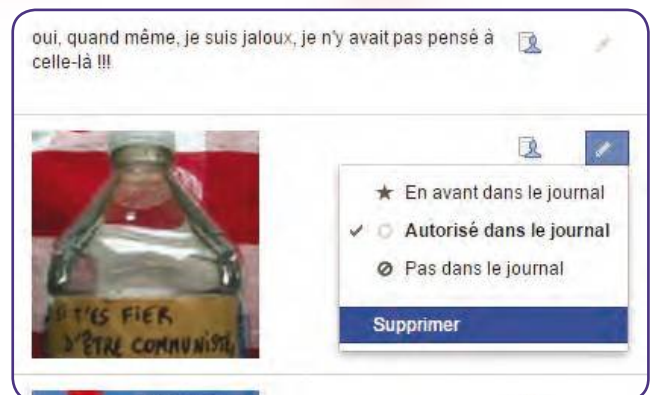 oui, quand même, je suis jaloux, je n'y avait pas pensé à
celle-là !!!
En avant dans le journal
Autorisé dans le journal
Pas dans le journal
Supprimer
SI T'ES FIER
D'ÊTRE COMMUNISTE